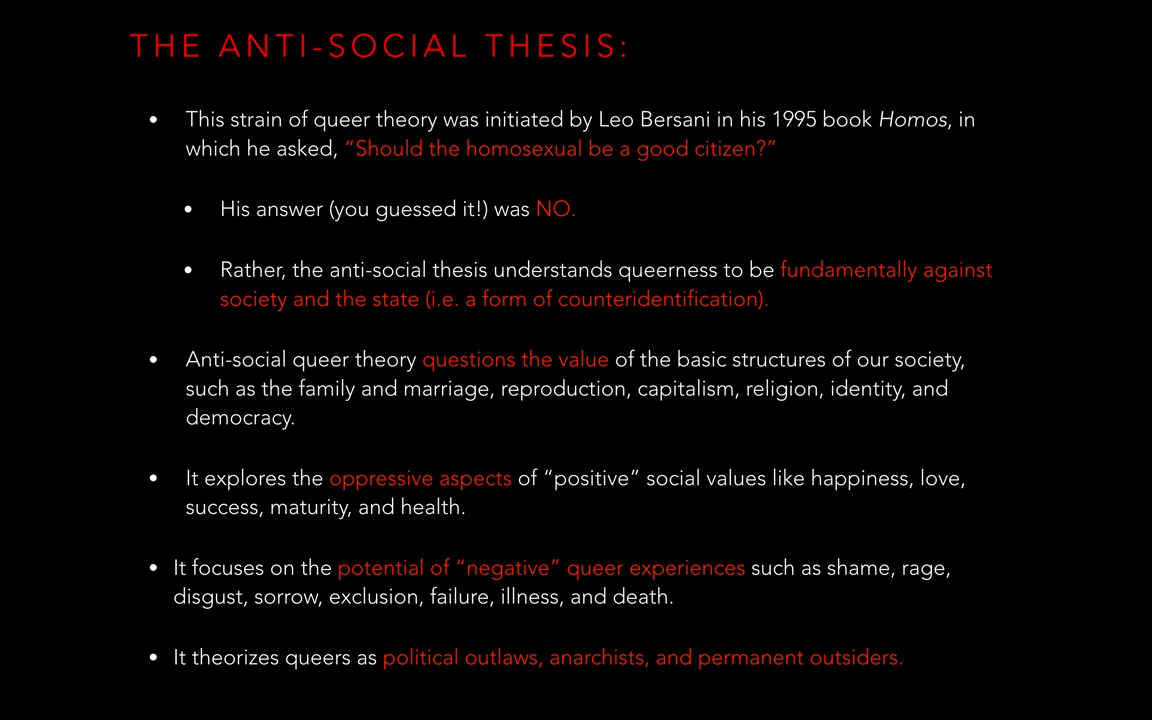 THE ANTI-SOCIAL THESIS:
• This strain of queer theory was initiated by Leo Bersani in his 1995 book Homos, in
which he asked, “Should the homosexual be a good citizen?”
• His answer (you guessed it!) was NO.
• Rather, the anti-social thesis understands queerness to be fundamentally against
society and the state (i.e. a form of counteridentification).
• Anti-social queer theory questions the value of the basic structures of our society,
such as the family and marriage, reproduction, capitalism, religion, identity, and
democracy.
• It explores the oppressive aspects of “positive” social values like happiness, love,
success, maturity, and health.
• It focuses on the potential of “negative” queer experiences such as shame, rage,
disgust, sorrow, exclusion, failure, illness, and death.
• It theorizes queers as political outlaws, anarchists, and permanent outsiders.